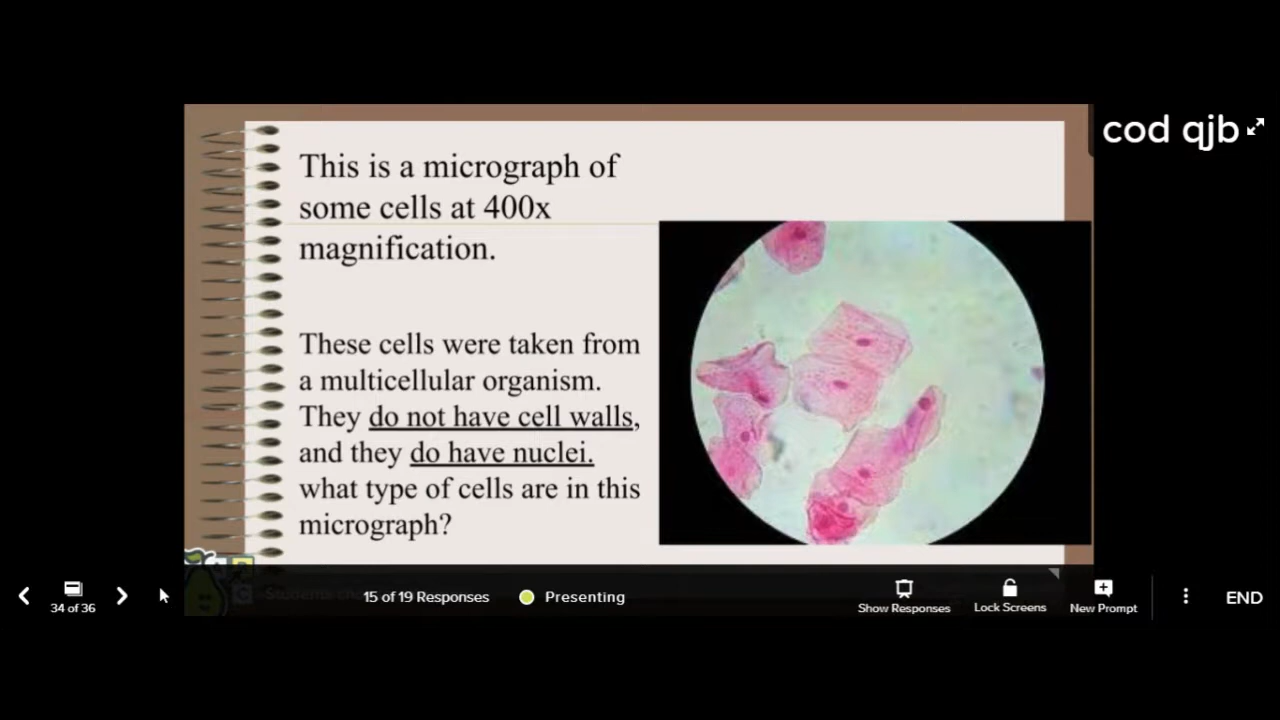 cod qjb
This is a micrograph of
some cells at 400x
magnification.
These cells were taken from
a multicellular organism.
They do not have cell walls,
and they do have nuclei.
what type of cells are in this
micrograph?
34 of 36
15 of 19 Responses
Presenting
Show Responses
Lock Screens
New Prompt
END